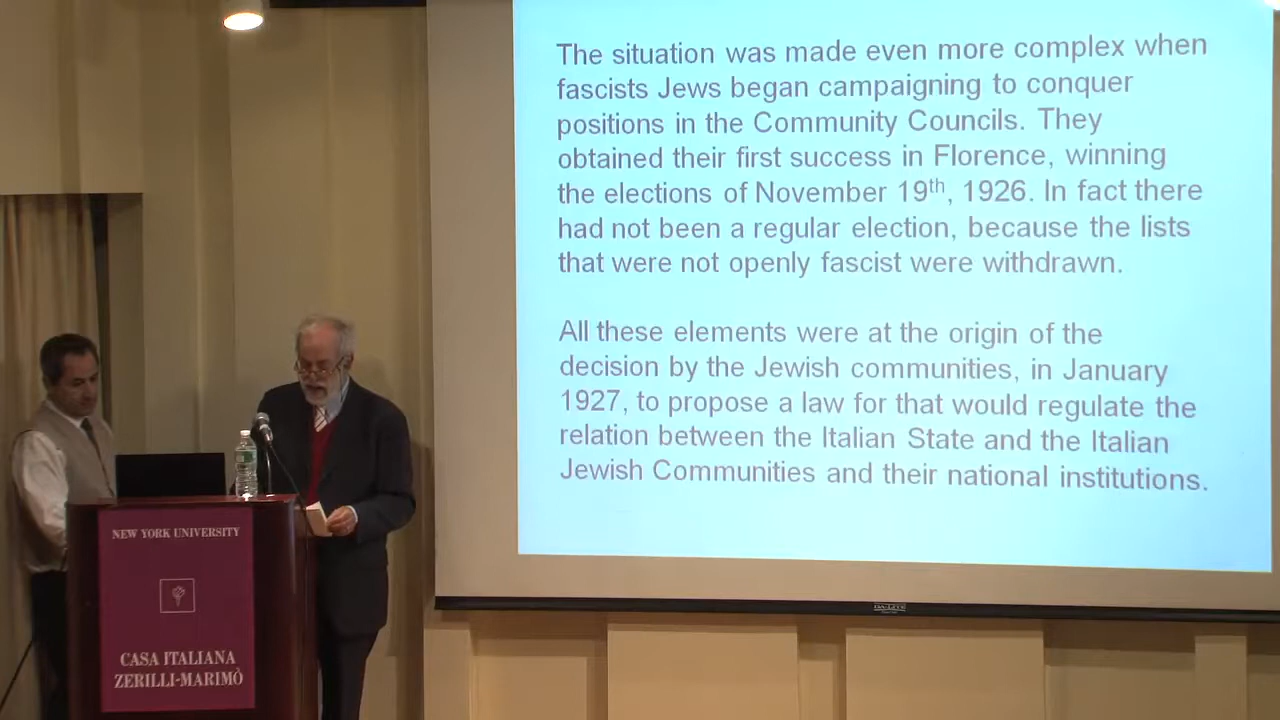 The situation was made even more complex when
fascists Jews began campaigning to conquer
positions in the Community Councils. They
obtained their first success in Florence, winning
the elections of November 19th, 1926. In fact there
had not been a regular election, because the lists
that were not openly fascist were withdrawn.
All these elements were at the origin of the
decision by the Jewish communities, in January
1927, to propose a law for that would regulate the
relation between the Italian State and the Italian
Jewish Communities and their national institutions.
NEW YORK UNIVERSITY
CASA ITALIANA
ZERILLI-MARIMÒ
DA-LITE